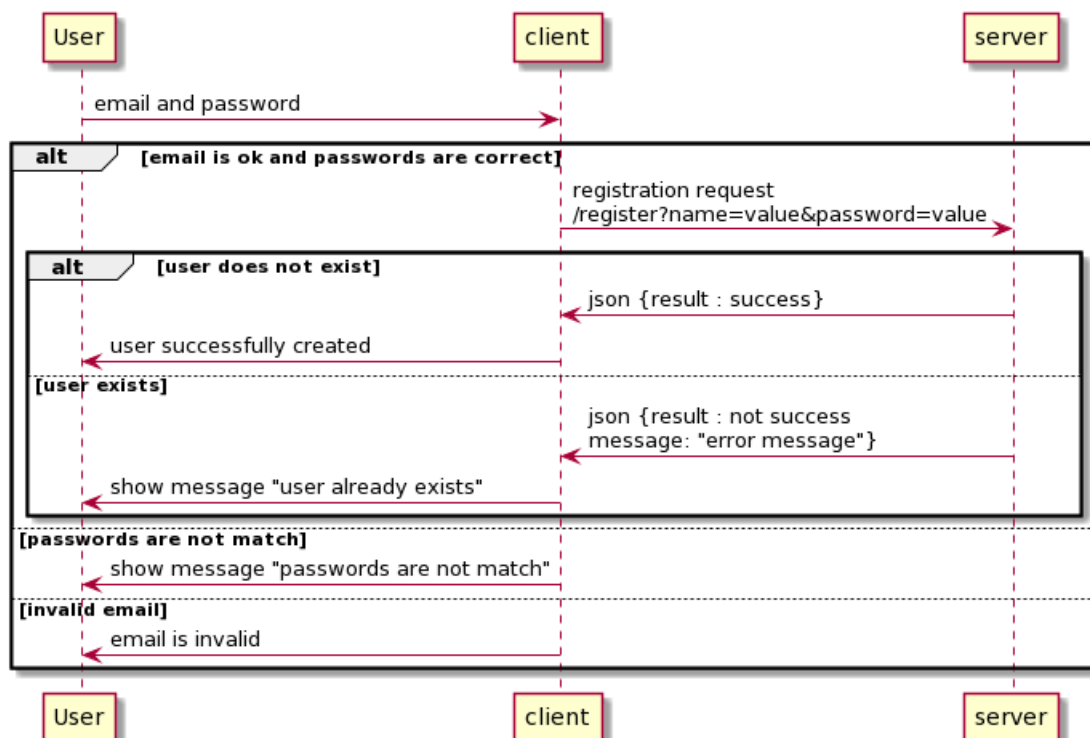 User
client
server
email and password
alt
[email is ok and passwords are correct]
registration request
/register?name=value&password=value
alt
[user does not exist]
json {result : success}
user successfully created
[user exists]
json {result : not success
message: "error message"}
show message "user already exists"
[passwords are not match]
show message "passwords are not match"
[invalid email]
email is invalid
User
client
server